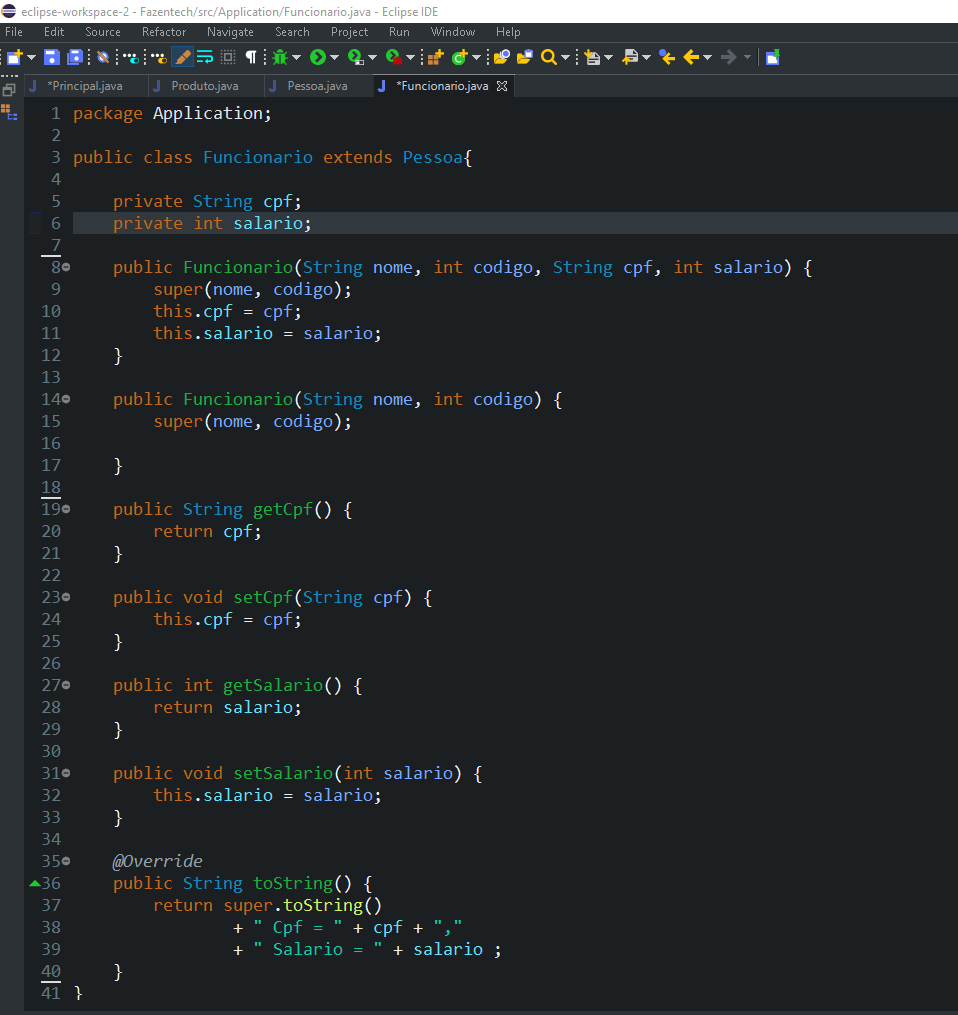 eclipse-workspace-2 - Fazentech/src/Application/Funcionario.java - Eclipse IDE
File Edit Source Refactor Navigate Search Project Run Window Help
*Principal.java Produto.java Pessoa.java *Funcionario.java
1 package Application;
2
3 public class Funcionario extends Pessoa{
4
5 private String cpf;
6 private int salario;
7
8 public Funcionario(String nome, int codigo, String cpf, int salario) {
9 super(nome, codigo);
10 this.cpf = cpf;
11 this.salario = salario;
12 }
13
14 public Funcionario(String nome, int codigo) {
15 super(nome, codigo);
16
17 }
18
19 public String getCpf() {
20 return cpf;
21 }
22
23 public void setCpf(String cpf) {
24 this.cpf = cpf;
25 }
26
27 public int getSalario() {
28 return salario;
29 }
30
31 public void setSalario(int salario) {
32 this.salario = salario;
33 }
34
35 @Override
36 public String toString() {
37 return super.toString()
38 + " Cpf = " + cpf + ","
39 + " Salario = " + salario ;
40 }
41 }